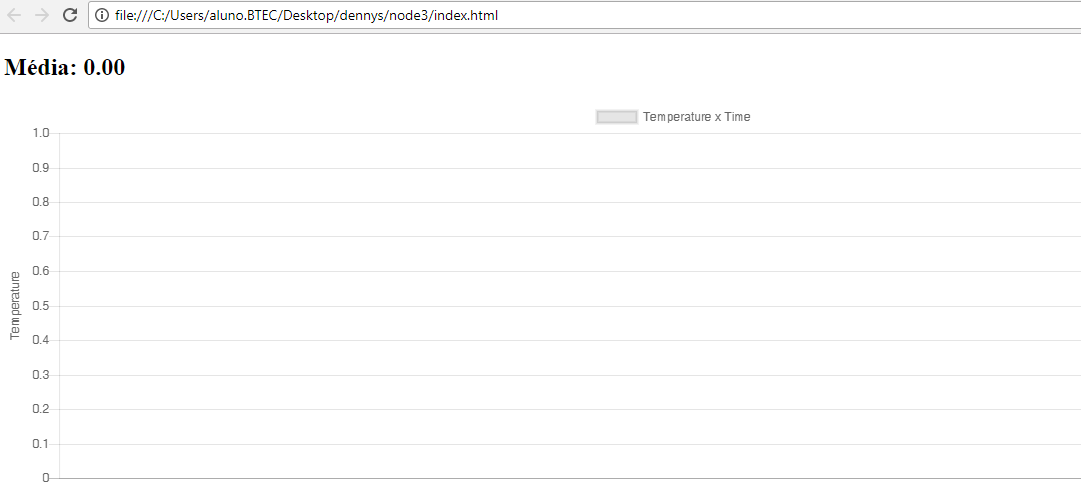 file:///C:/Users/aluno.BTEC/Desktop/dennys/node3/index.html
Média: 0.00
Temperature x Time
1.0
0.9
0.8
0.7
0.6
0.5
0.4
0.3
0.2
0.1
0
Temperature